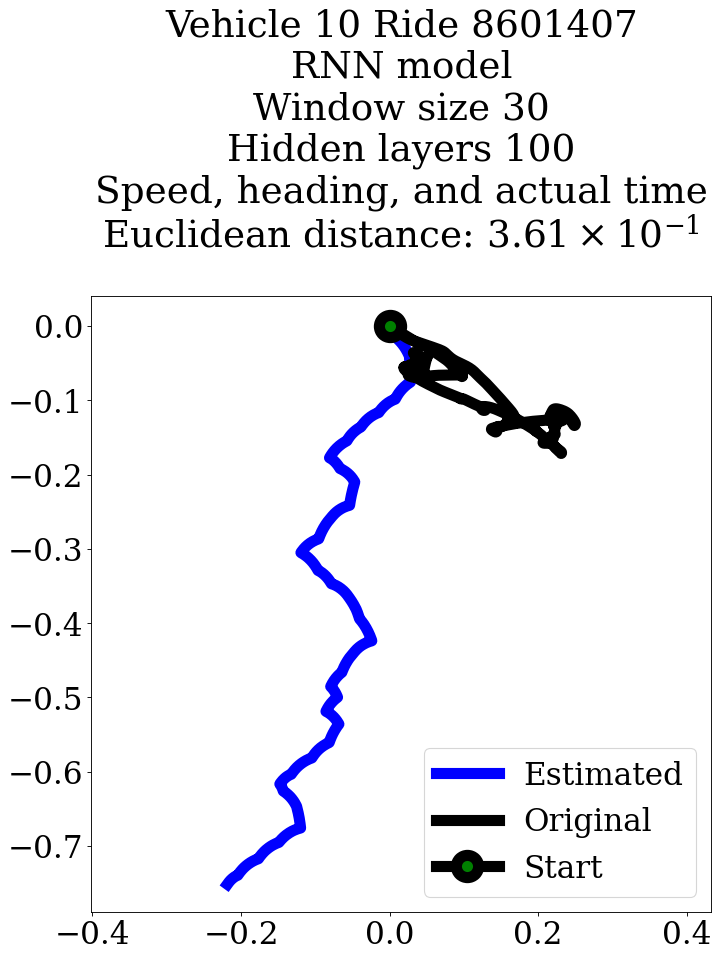 Vehicle 10 Ride 8601407
RNN model
Window size 30
Hidden layers 100
Speed, heading, and actual time
Euclidean distance: 3.61 × 10⁻¹
0.0
−0.1
−0.2
−0.3
−0.4
−0.5
−0.6
−0.7
Estimated
Original
Start
−0.4 −0.2 0.0 0.2 0.4